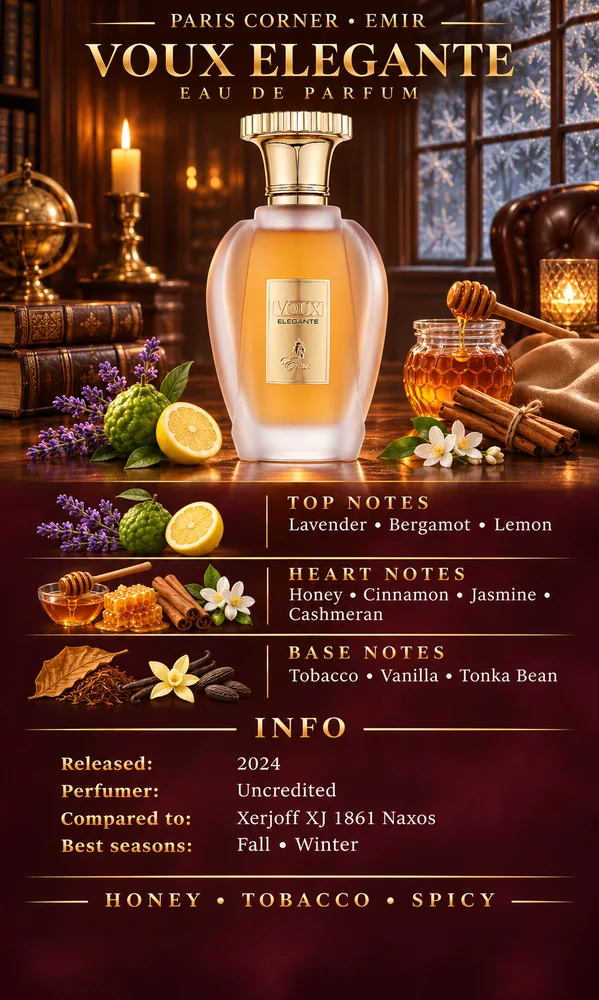 PARIS CORNER • EMIR
VOUX ELEGANTE
EAU DE PARFUM
VOUX
ELEGANTE
Emir
TOP NOTES
Lavender • Bergamot • Lemon
HEART NOTES
Honey • Cinnamon • Jasmine •
Cashmeran
BASE NOTES
Tobacco • Vanilla • Tonka Bean
INFO
Released: 2024
Perfumer: Uncredited
Compared to: Xerjoff XJ 1861 Naxos
Best seasons: Fall • Winter
HONEY • TOBACCO • SPICY